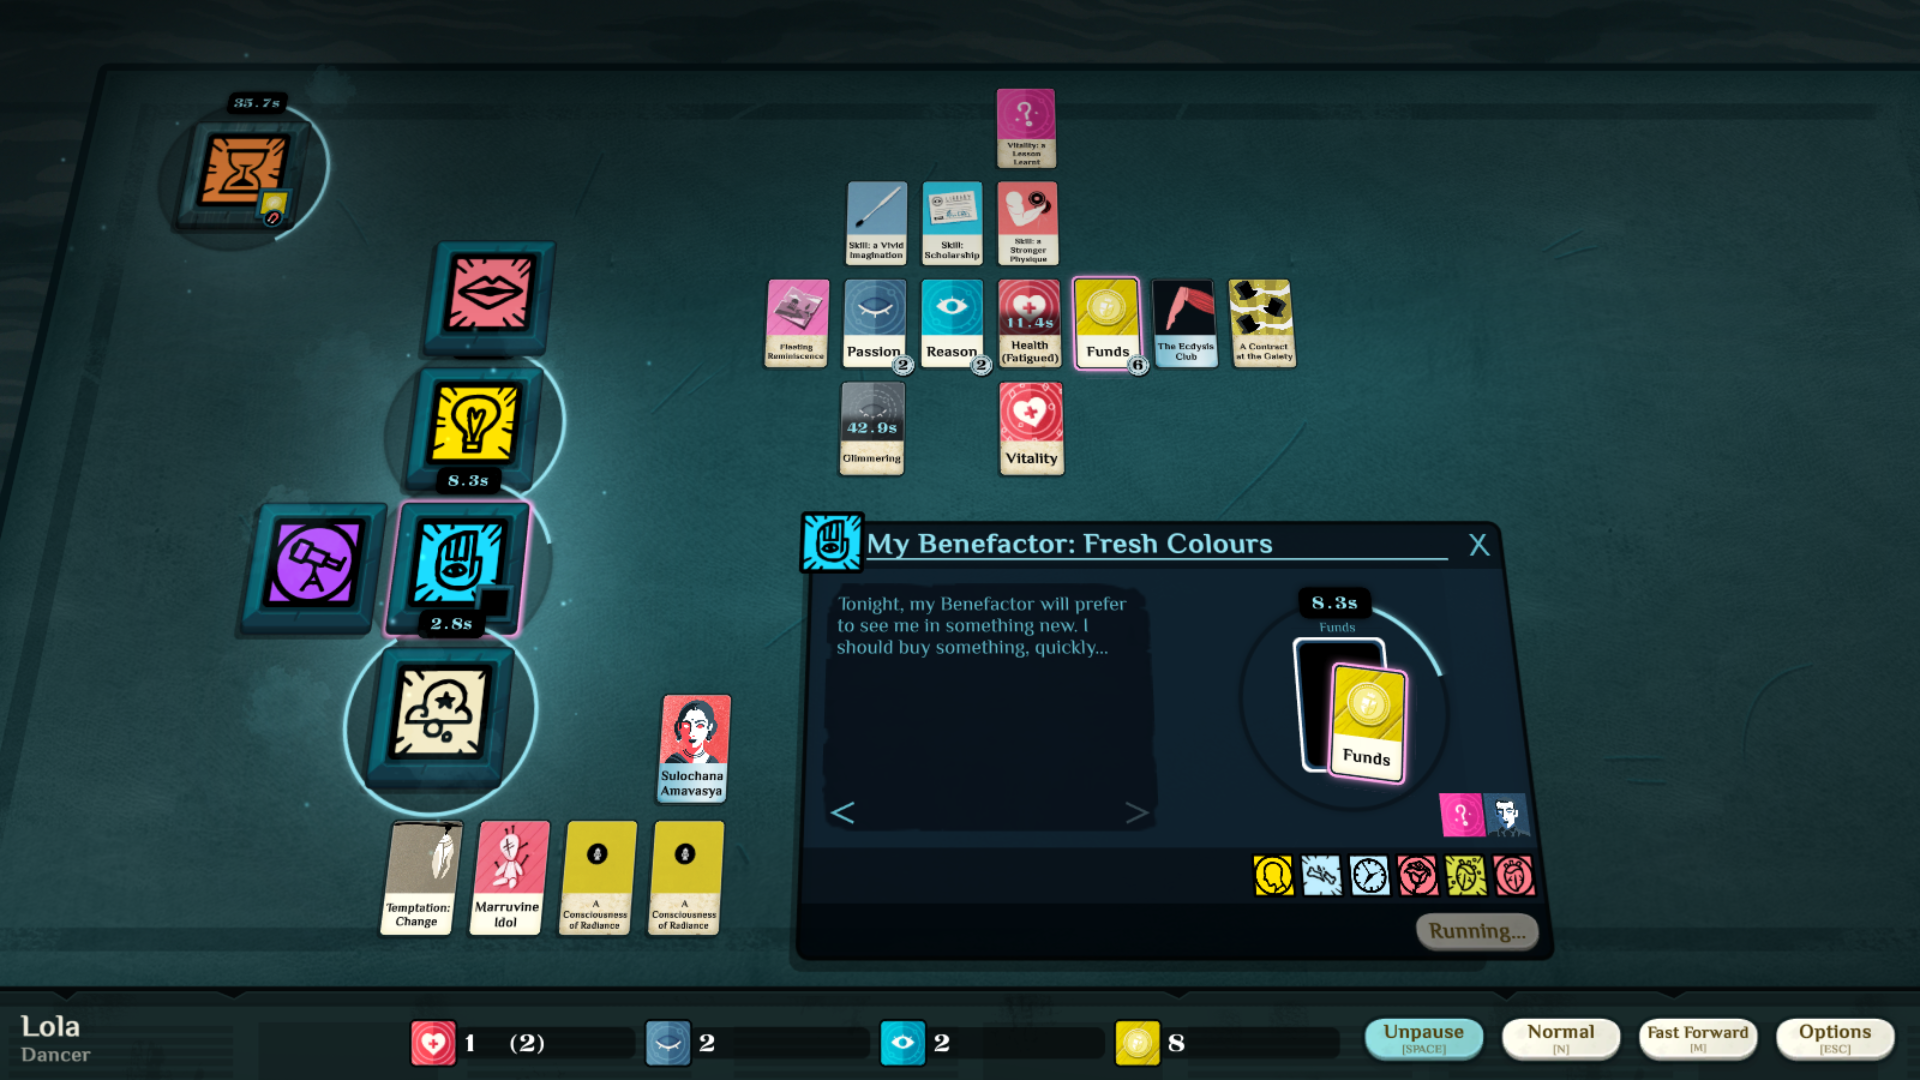 35.7s
Vitality: a
Lesson
Learnt
Skill: a Vivid
Imagination
Skill:
Scholarship
Skill: a
Stronger
Physique
Fleeting
Reminiscence
Passion
2
Reason
2
11.4s
Health
(Fatigued)
Funds
6
The Ecdysis
Club
A Contract
at the Gaiety
42.9s
Glimmering
Vitality
8.3s
2.8s
Sulochana
Amavasya
Temptation:
Change
Marruvine
Idol
A
Consciousness
of Radiance
A
Consciousness
of Radiance
My Benefactor: Fresh Colours
X
Tonight, my Benefactor will prefer
to see me in something new. I
should buy something, quickly...
8.3s
Funds
Funds
Running...
Lola
Dancer
1 (2)
2
2
8
Unpause
[SPACE]
Normal
[N]
Fast Forward
[M]
Options
[ESC]